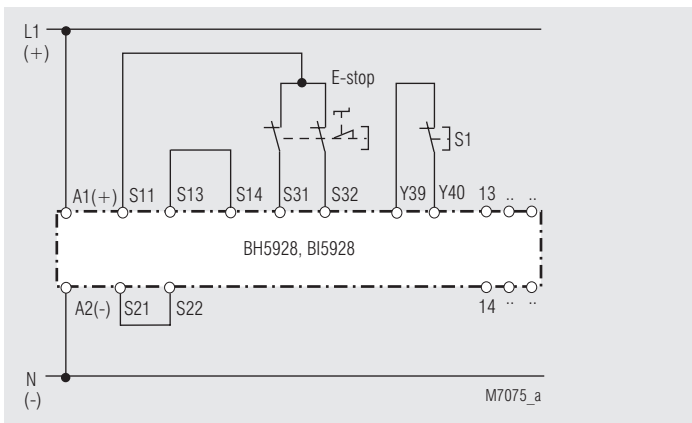 L1
(+)
E-stop
S1
A1(+) S11 S13 S14 S31 S32 Y39 Y40 13 .. ..
BH5928, BI5928
A2(-) S21 S22 14 .. ..
N
(-)
M7075_a